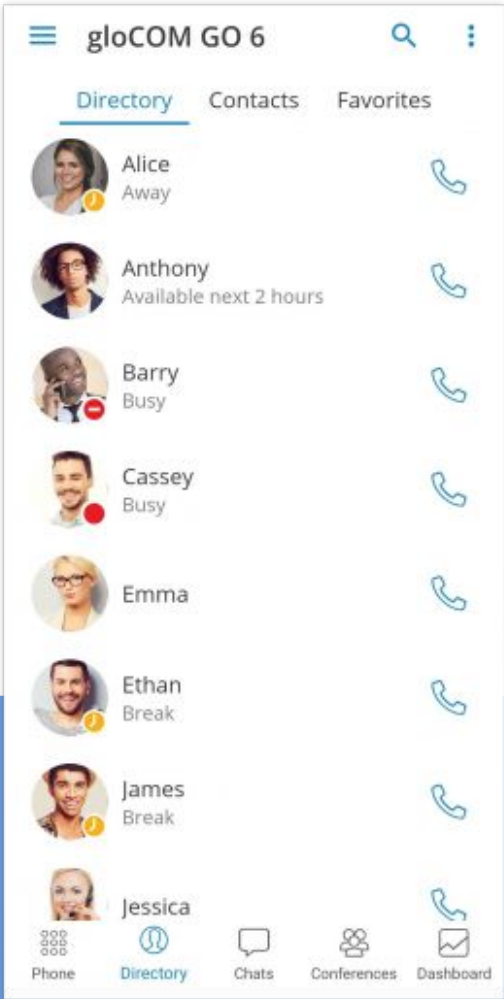 gloCOM GO 6
Directory Contacts Favorites
Alice
Away
Anthony
Available next 2 hours
Barry
Busy
Cassey
Busy
Emma
Ethan
Break
James
Break
Jessica
Phone Directory Chats Conferences Dashboard